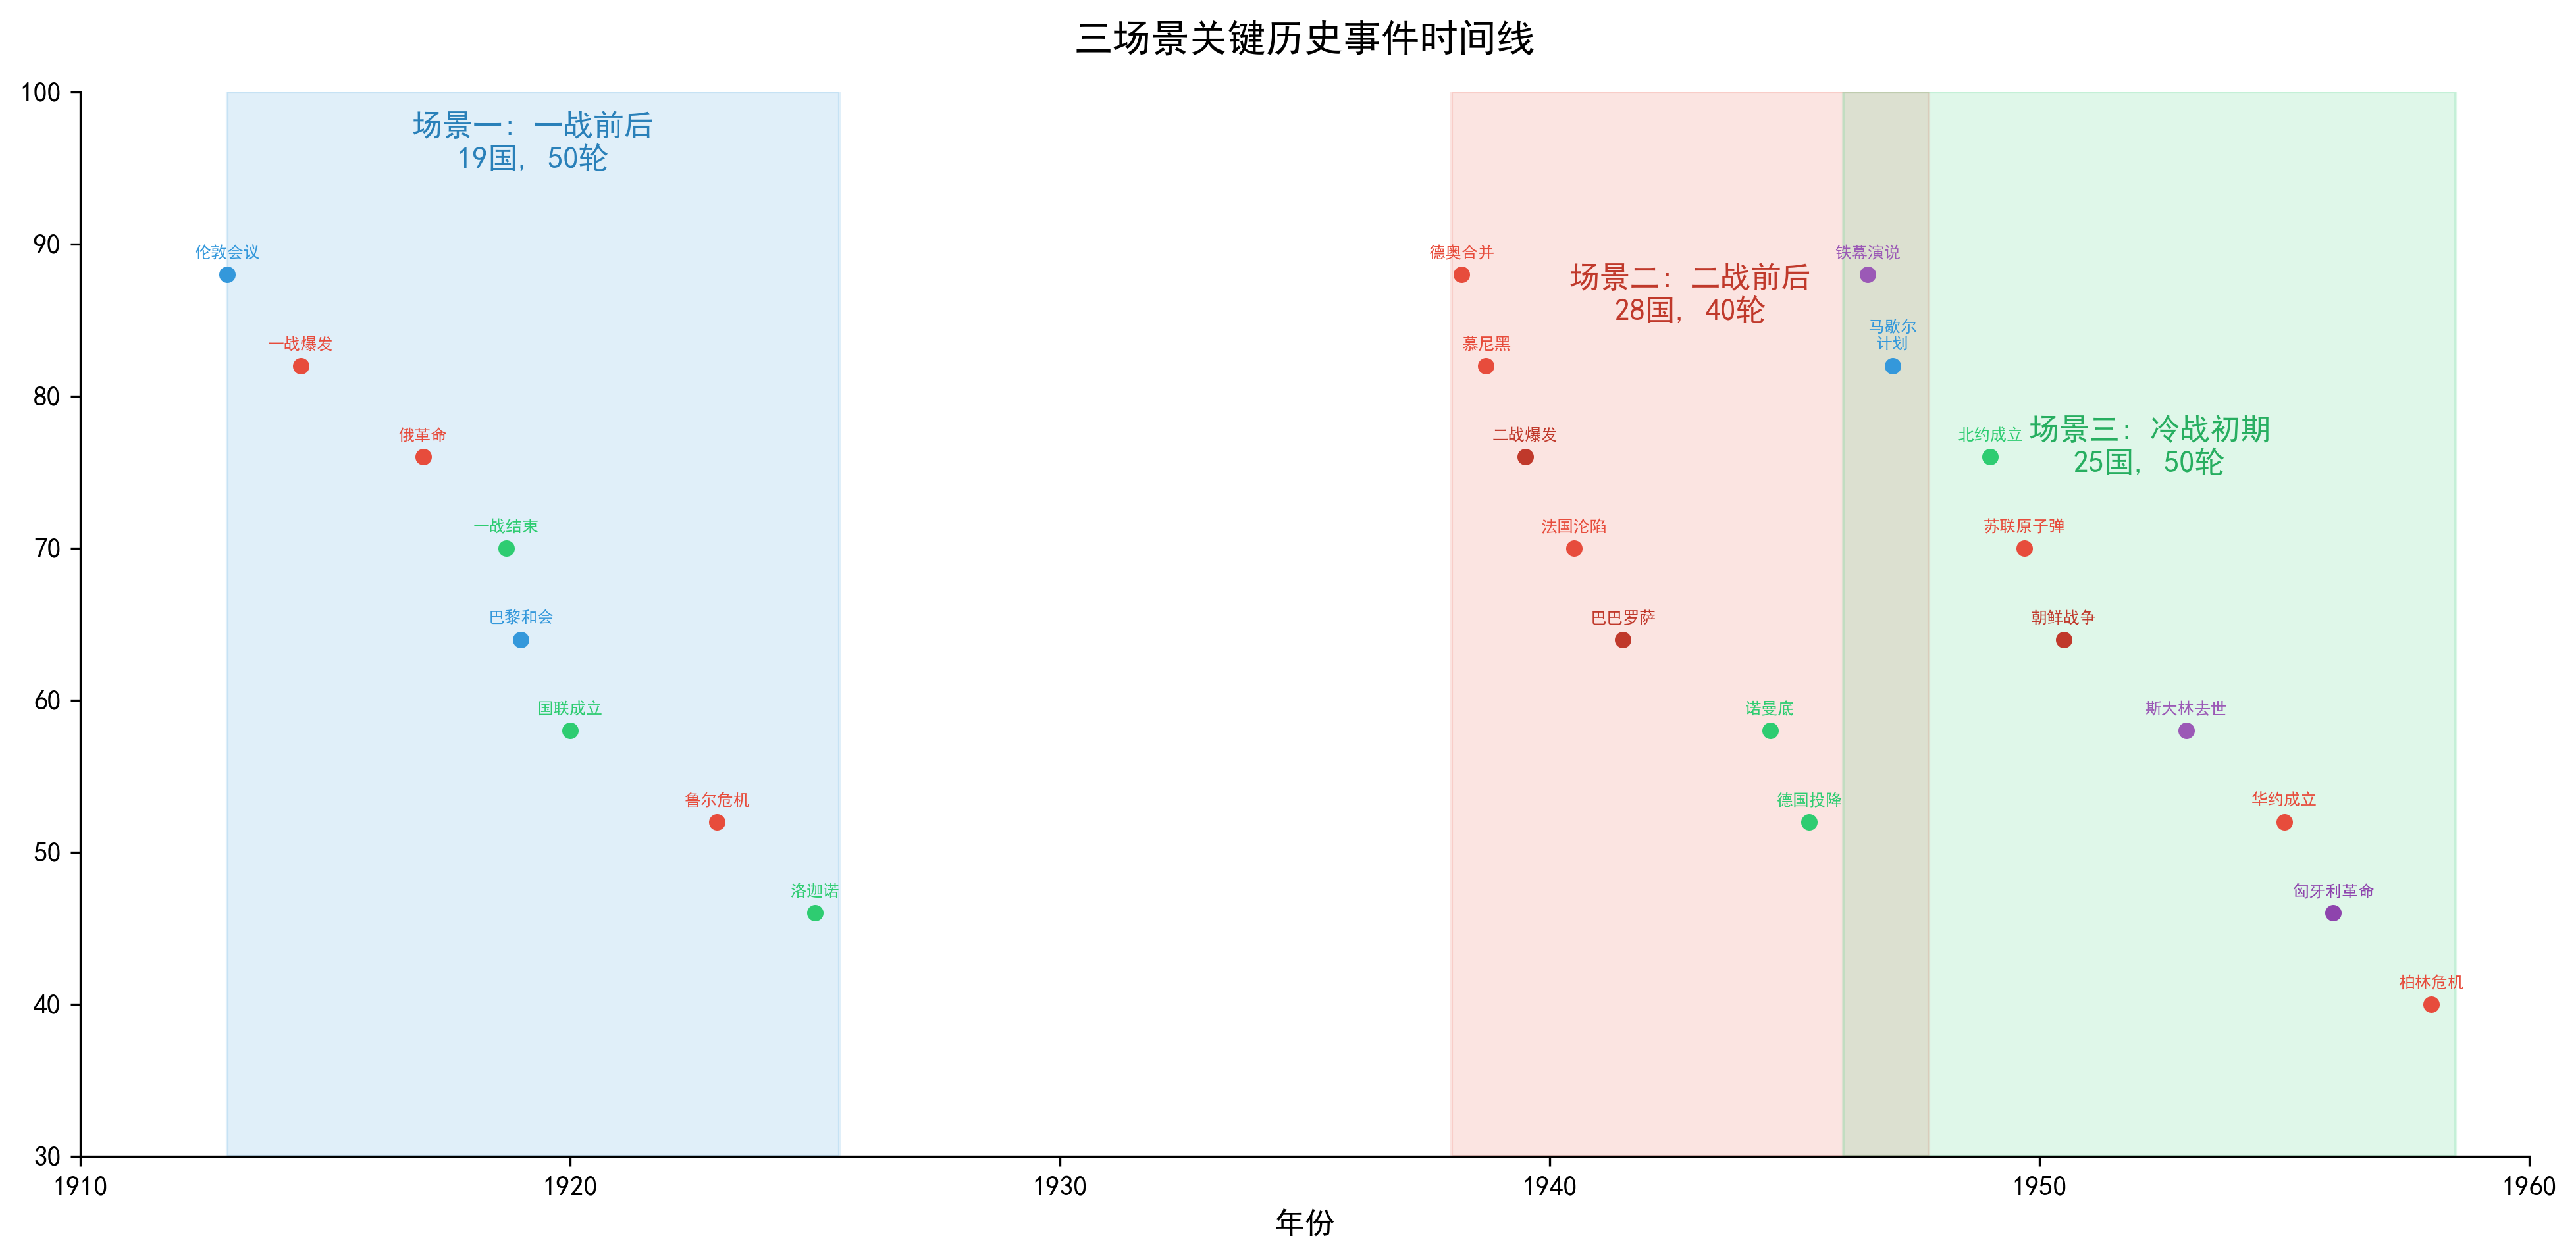 三场景关键历史事件时间线
100
90
80
70
60
50
40
30
场景一: 一战前后
19国, 50轮
伦敦会议
一战爆发
俄革命
一战结束
巴黎和会
国联成立
鲁尔危机
洛迦诺
场景二: 二战前后
28国, 40轮
德奥合并
慕尼黑
二战爆发
法国沦陷
巴巴罗萨
诺曼底
德国投降
场景三: 冷战初期
25国, 50轮
铁幕演说
马歇尔
计划
北约成立
苏联原子弹
朝鲜战争
斯大林去世
华约成立
匈牙利革命
柏林危机
1910
1920
1930
1940
1950
1960
年份